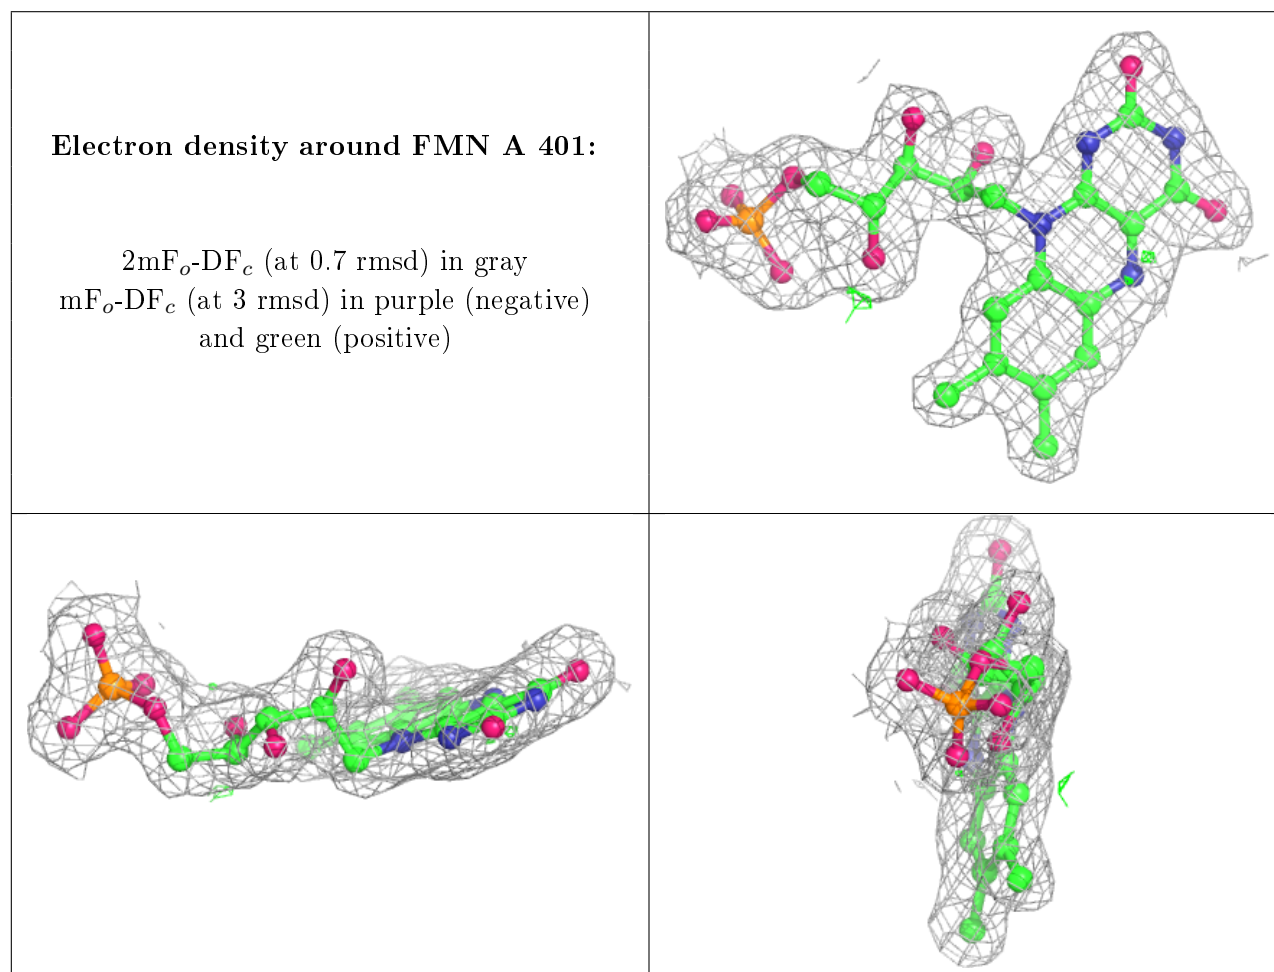 Electron density around FMN A 401:
2mFₒ-DF𝒸 (at 0.7 rmsd) in gray
mFₒ-DF𝒸 (at 3 rmsd) in purple (negative)
and green (positive)